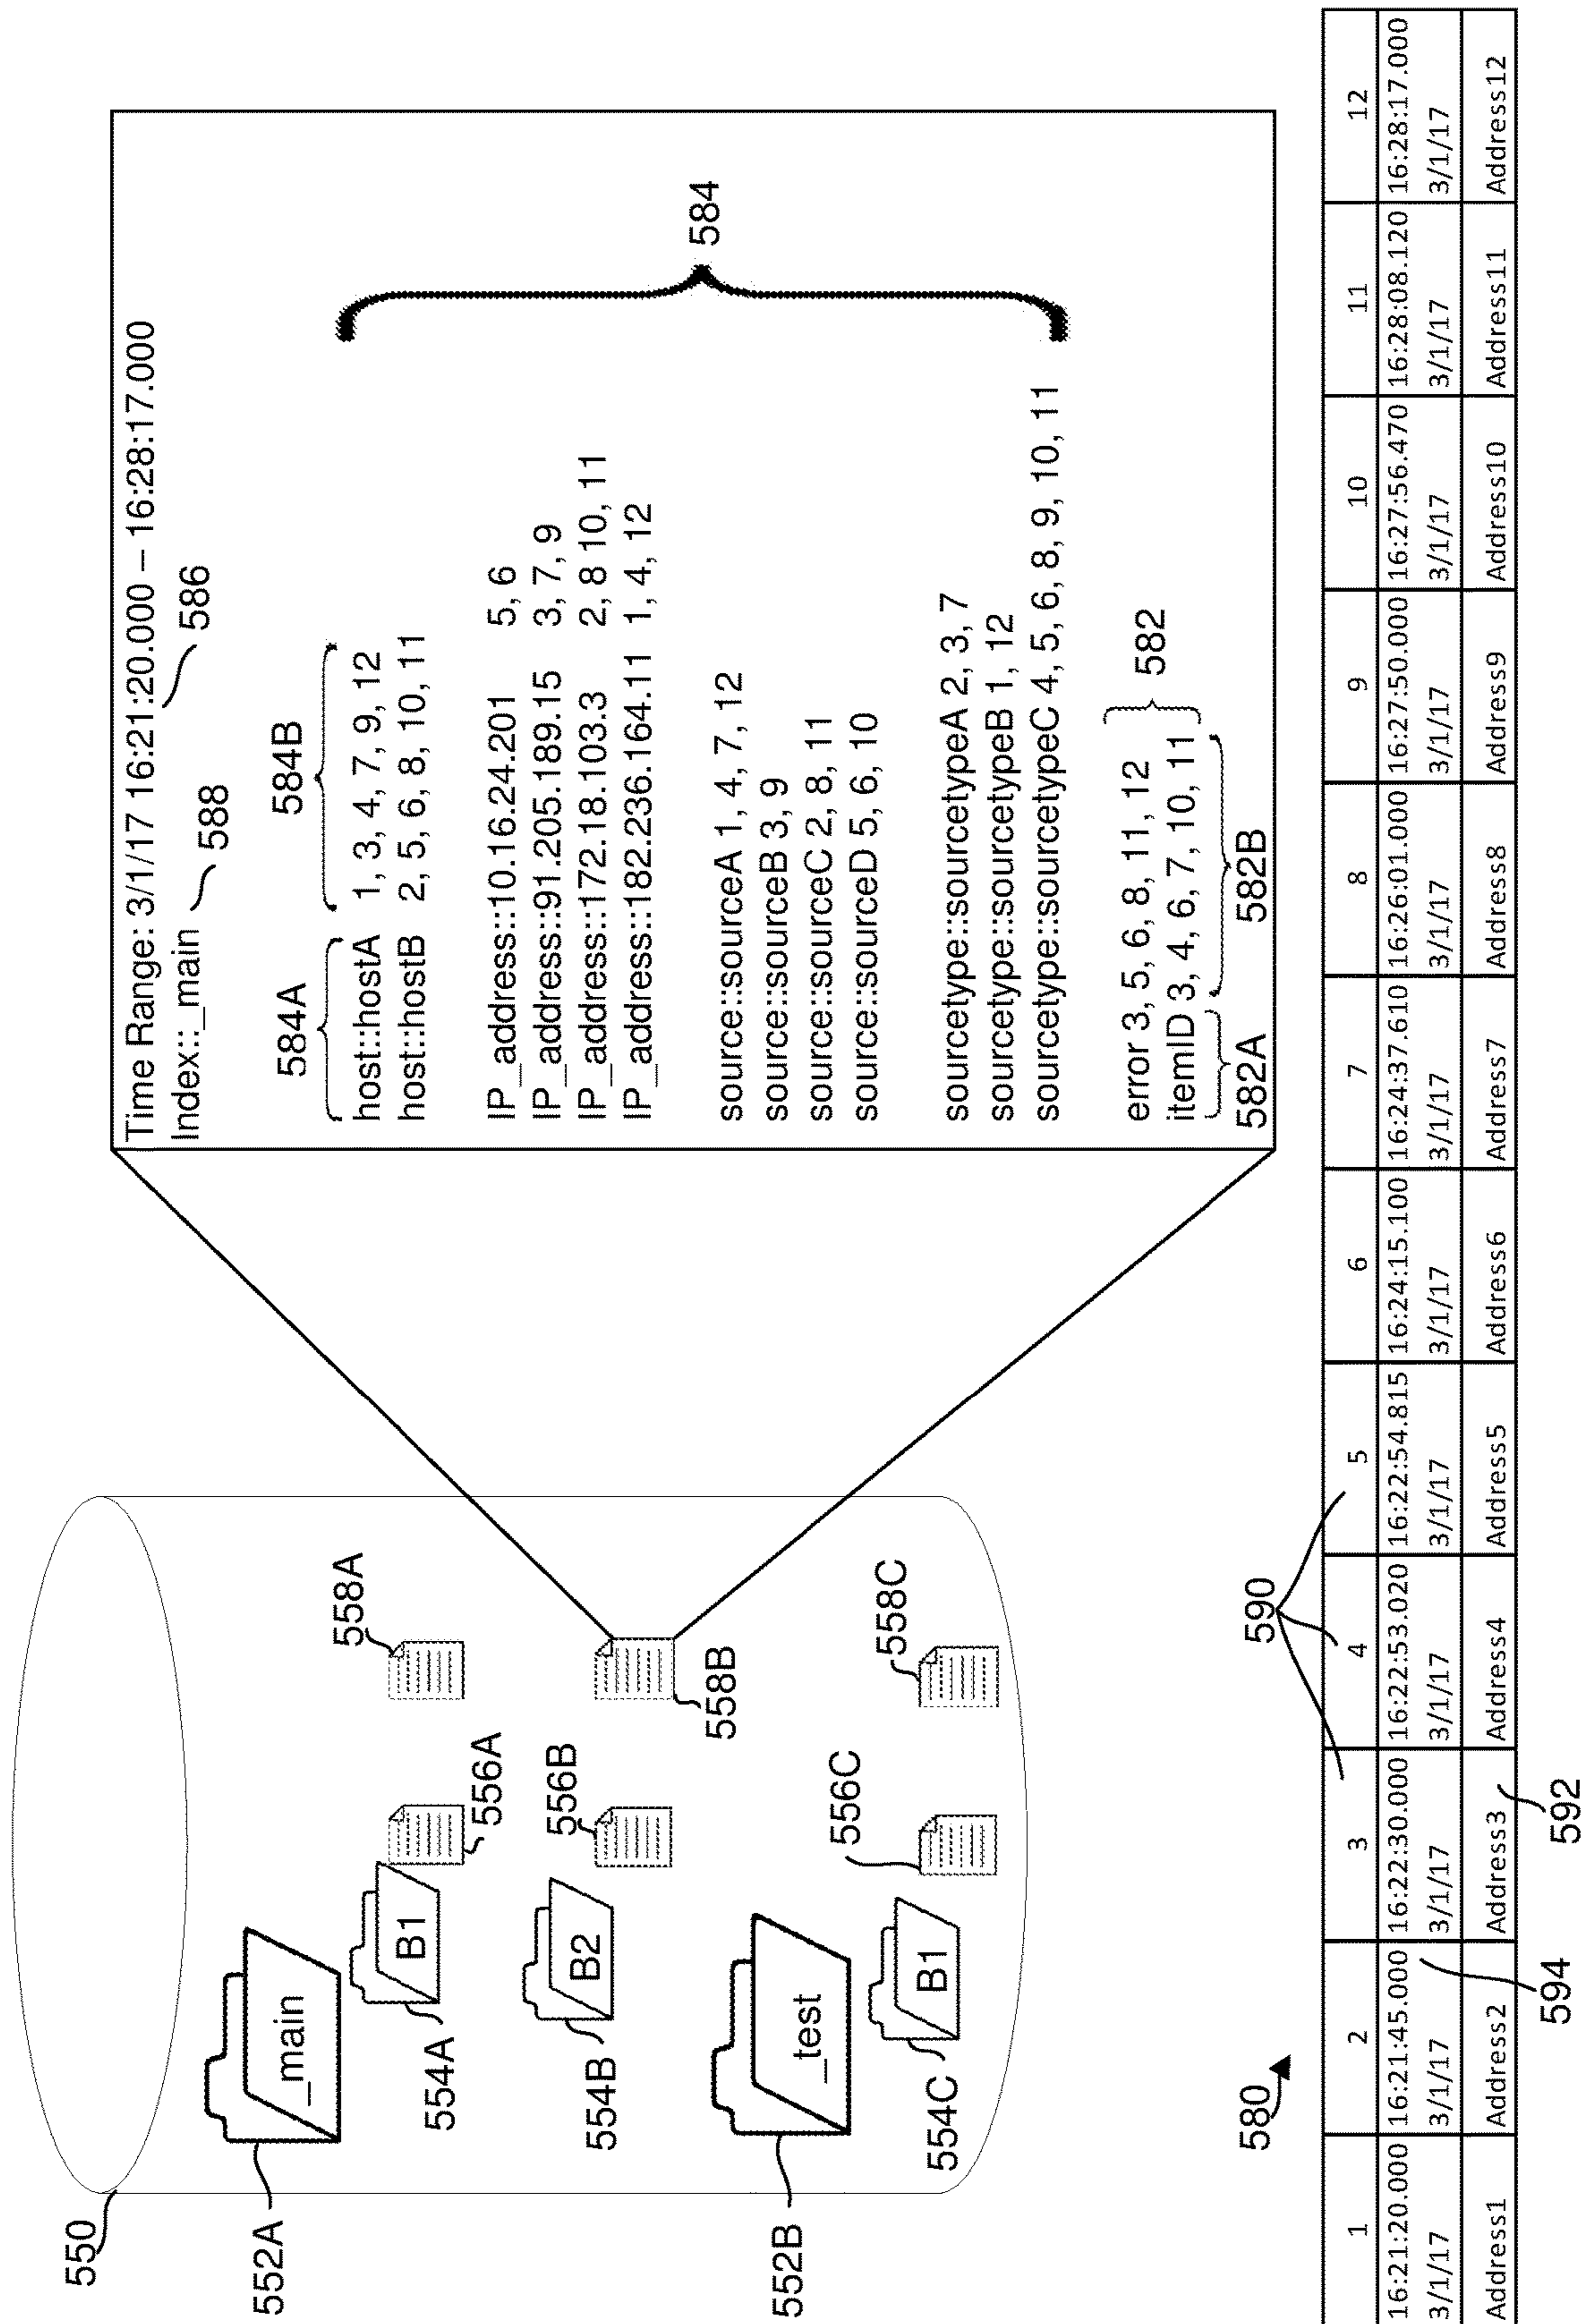 550
552A
_main
554A
B1
556A
558A
554B
B2
556B
558B
552B
_test
554C
B1
556C
558C
Time Range: 3/1/17 16:21:20.000 – 16:28:17.000
586
Index::_main
588
584A
584B
host::hostA 1, 3, 4, 7, 9, 12
host::hostB 2, 5, 6, 8, 10, 11
IP_address::10.16.24.201 5, 6
IP_address::91.205.189.15 3, 7, 9
IP_address::172.18.103.3 2, 8 10, 11
IP_address::182.236.164.11 1, 4, 12
584
source::sourceA 1, 4, 7, 12
source::sourceB 3, 9
source::sourceC 2, 8, 11
source::sourceD 5, 6, 10
sourcetype::sourcetypeA 2, 3, 7
sourcetype::sourcetypeB 1, 12
sourcetype::sourcetypeC 4, 5, 6, 8, 9, 10, 11
error 3, 5, 6, 8, 11, 12
itemID 3, 4, 6, 7, 10, 11
582
582A
582B
580
590
1 2 3 4 5 6 7 8 9 10 11 12
16:21:20.000 16:21:45.000 16:22:30.000 16:22:53.020 16:22:54.815 16:24:15.100 16:24:37.610 16:26:01.000 16:27:50.000 16:27:56.470 16:28:08.120 16:28:17.000
3/1/17 3/1/17 3/1/17 3/1/17 3/1/17 3/1/17 3/1/17 3/1/17 3/1/17 3/1/17 3/1/17 3/1/17
Address1 Address2 Address3 Address4 Address5 Address6 Address7 Address8 Address9 Address10 Address11 Address12
594
592